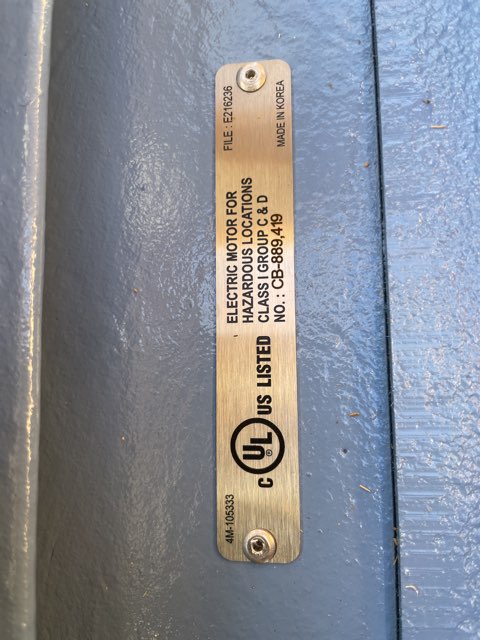 FILE : E216236
MADE IN KOREA
ELECTRIC MOTOR FOR
HAZARDOUS LOCATIONS
CLASS I GROUP C & D
NO. : CB-889,419
C UL ® US LISTED
4M-105333